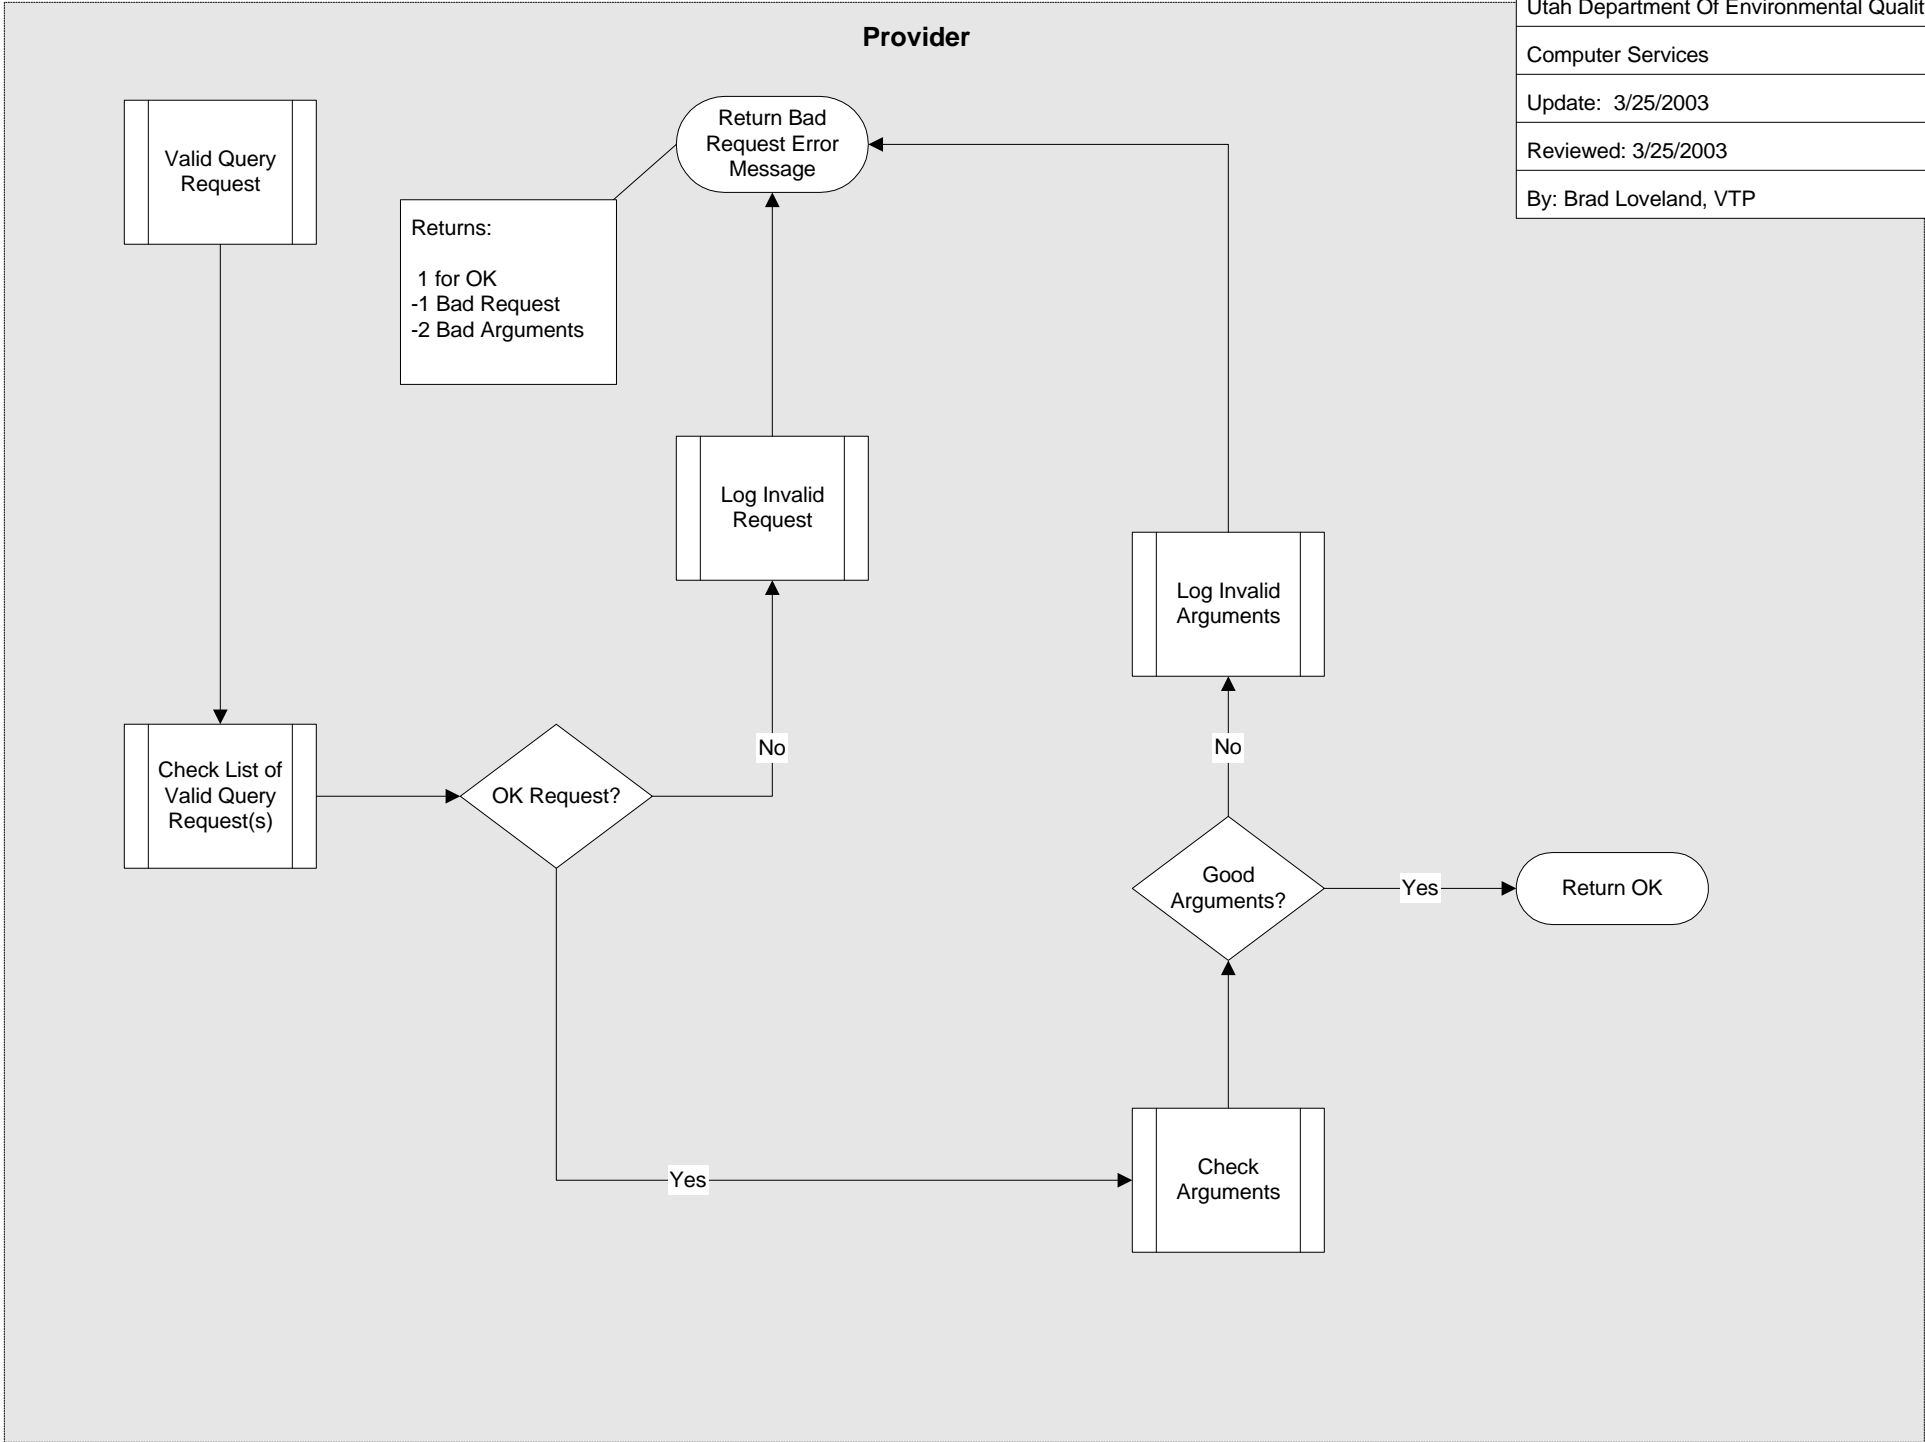 Utah Department Of Environmental Qualit
Provider
Computer Services
Update: 3/25/2003
Reviewed: 3/25/2003
By: Brad Loveland, VTP
Valid Query
Request
Return Bad
Request Error
Message
Returns:
1 for OK
-1 Bad Request
-2 Bad Arguments
Log Invalid
Request
Log Invalid
Arguments
No
No
Check List of
Valid Query
Request(s)
OK Request?
Good
Arguments?
Yes
Return OK
Yes
Check
Arguments